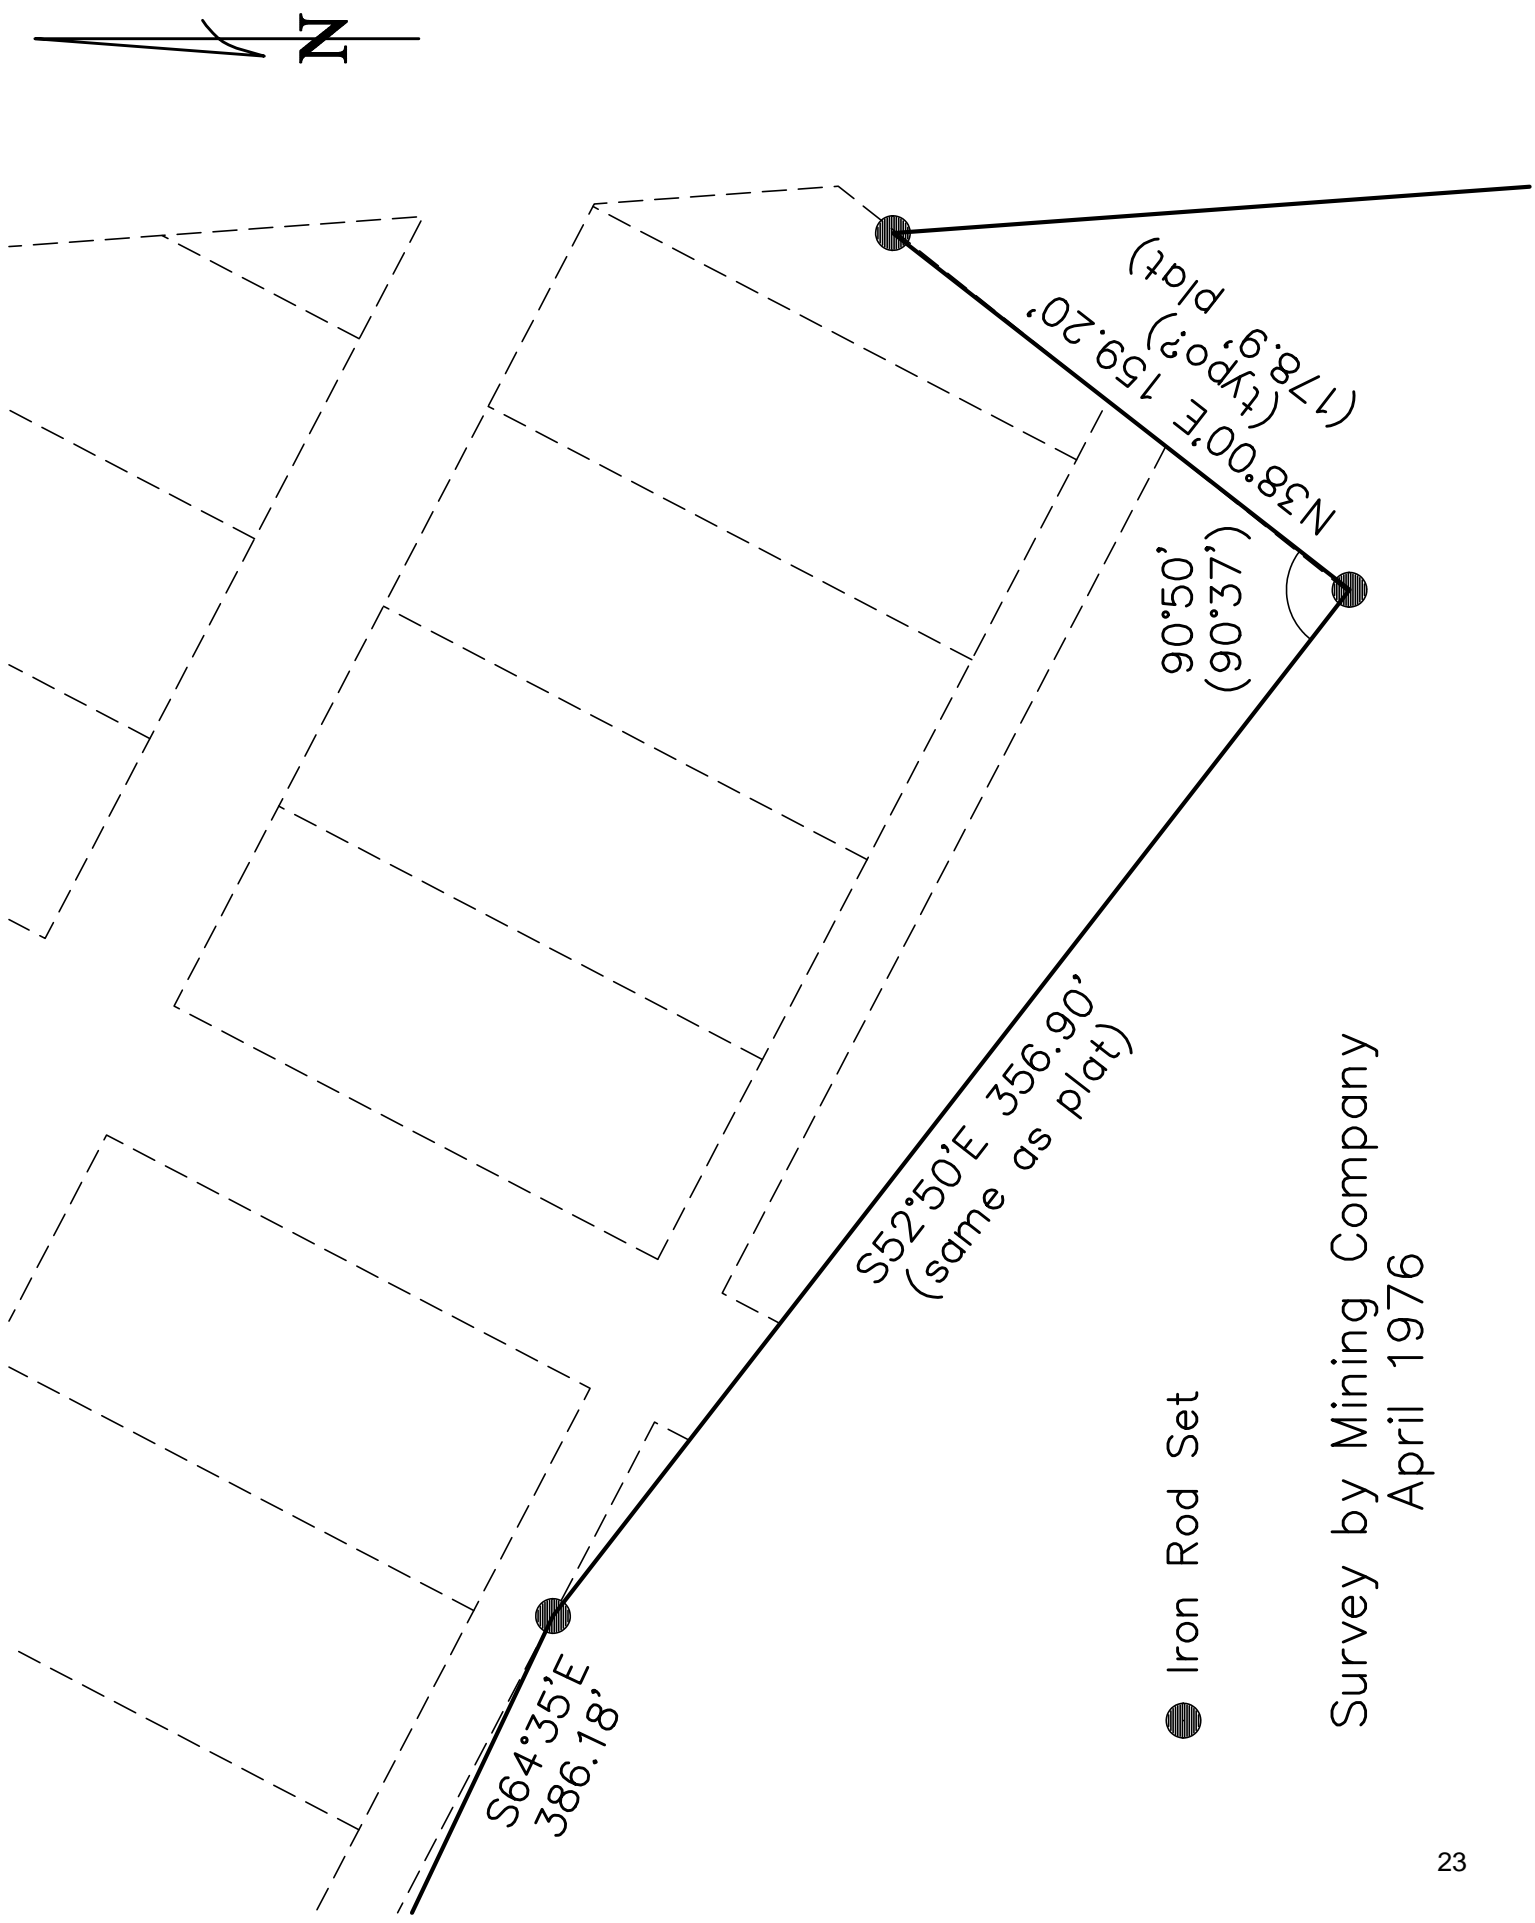 N
N38°00'E 159.20'
(typo?)
(178.9'
plat)
90°50'
(90°37')
S52°50'E 356.90'
(same as plat)
S64°35'E
386.18'
Iron Rod Set
Survey by Mining Company
April 1976
23